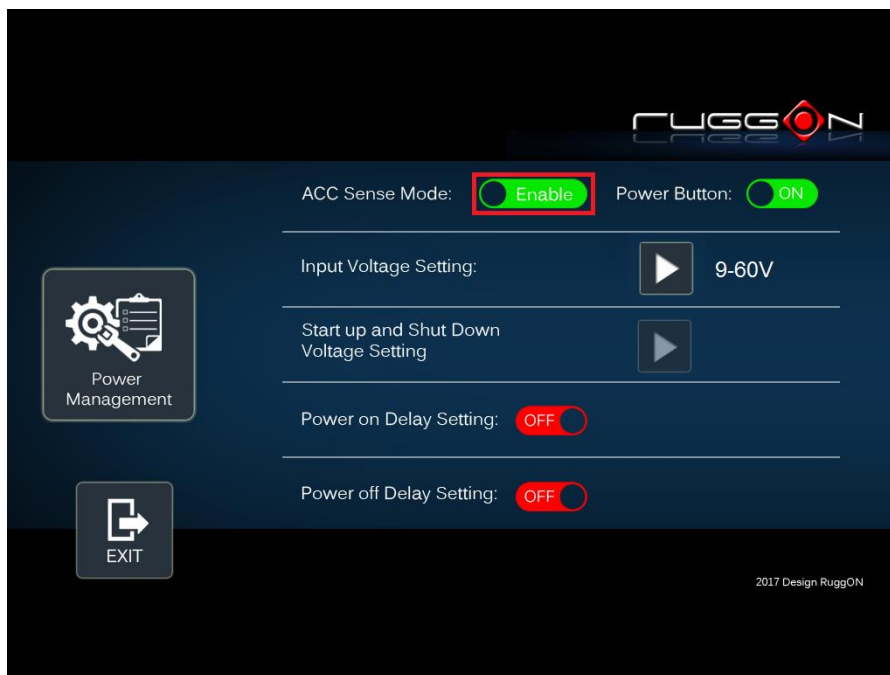 ruggON
ACC Sense Mode: Enable Power Button: ON
Input Voltage Setting: 9-60V
Start up and Shut Down
Voltage Setting
Power
Management
Power on Delay Setting: OFF
Power off Delay Setting: OFF
EXIT
2017 Design RuggON